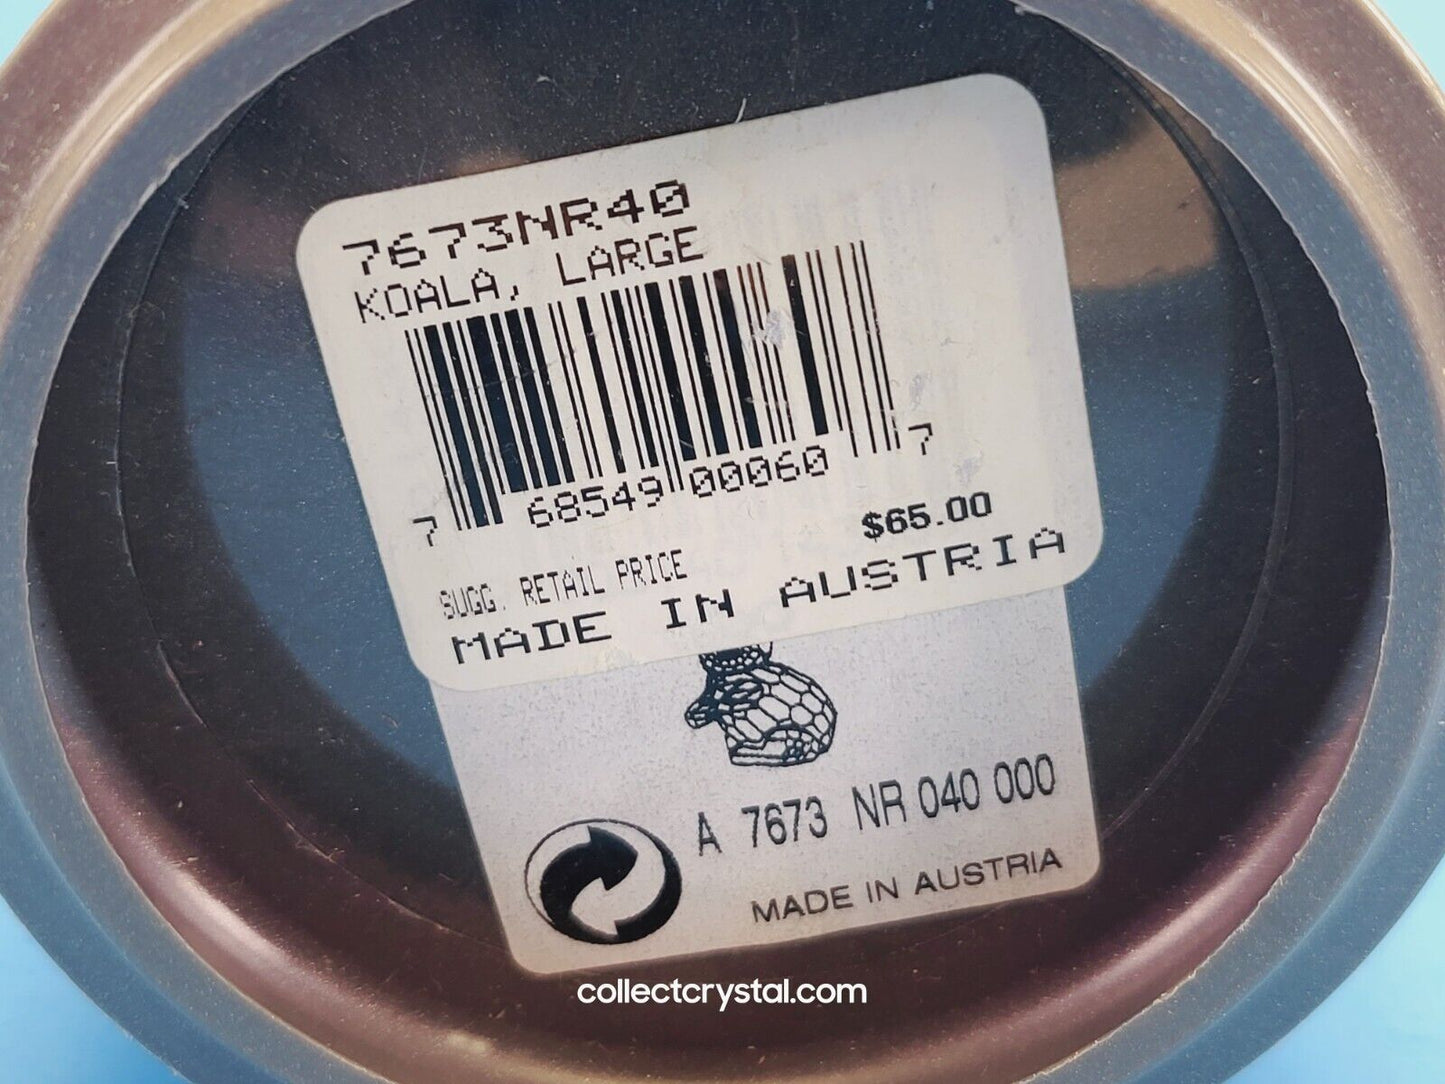 7673NR40
KOALA, LARGE
7 68549 00060 7
$65.00
SUGG. RETAIL PRICE
MADE IN AUSTRIA
A 7673 NR 040 000
MADE IN AUSTRIA
collectcrystal.com